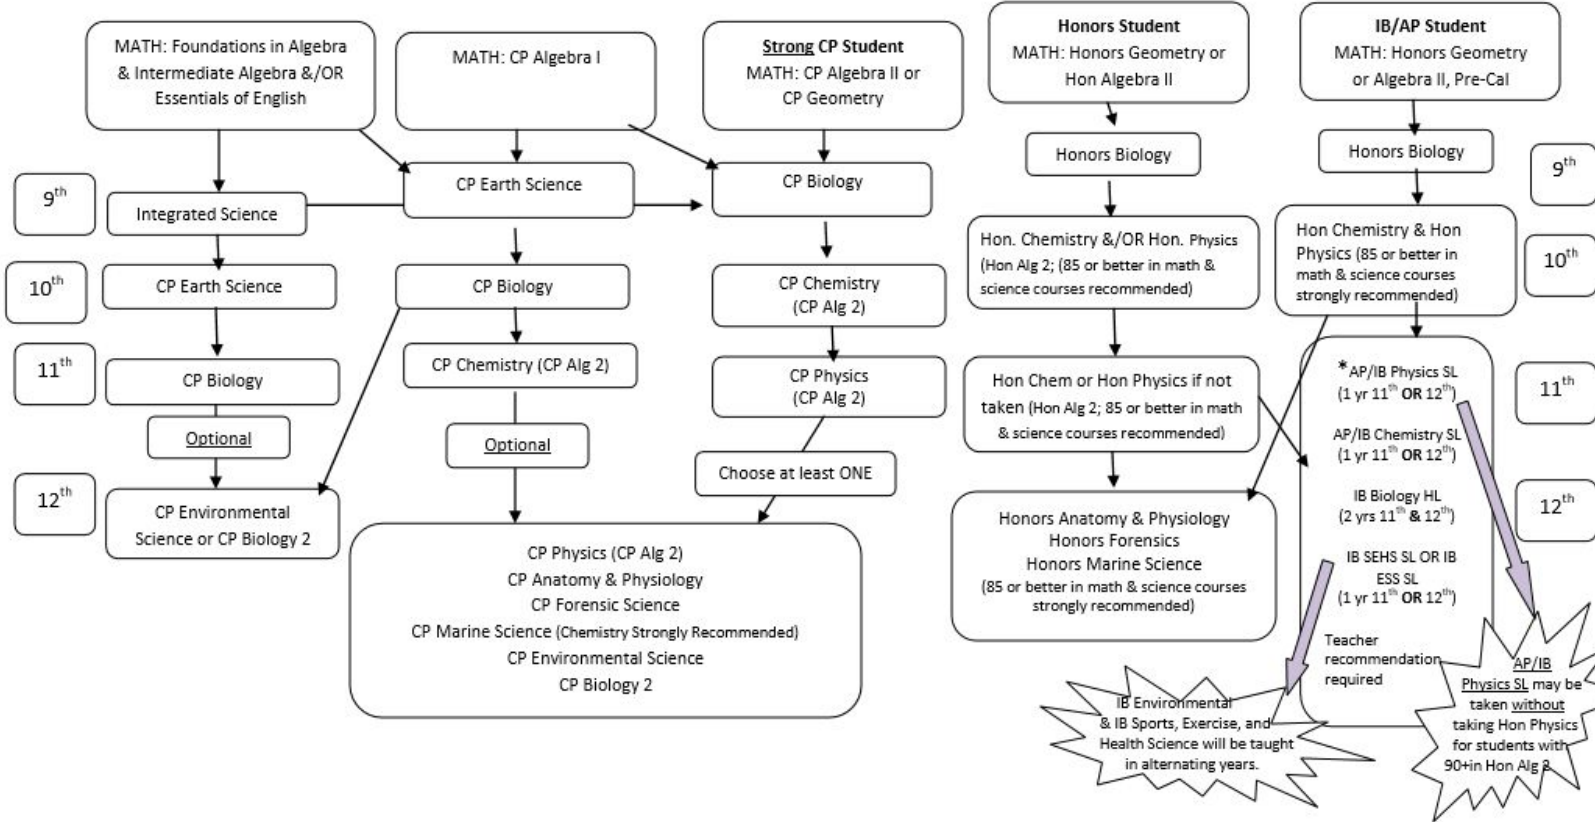 MATH: Foundations in Algebra
& Intermediate Algebra &/OR
Essentials of English
MATH: CP Algebra I
Strong CP Student
MATH: CP Algebra II or
CP Geometry
Honors Student
MATH: Honors Geometry or
Hon Algebra II
IB/AP Student
MATH: Honors Geometry
or Algebra II, Pre-Cal
9th
Integrated Science
CP Earth Science
CP Biology
Honors Biology
Honors Biology
9th
10th
CP Earth Science
CP Biology
CP Chemistry
(CP Alg 2)
Hon. Chemistry &/OR Hon. Physics
(Hon Alg 2; (85 or better in math &
science courses recommended)
Hon Chemistry & Hon
Physics (85 or better in
math & science courses
strongly recommended)
10th
11th
CP Biology
Optional
CP Chemistry (CP Alg 2)
Optional
CP Physics
(CP Alg 2)
Choose at least ONE
Hon Chem or Hon Physics if not
taken (Hon Alg 2; 85 or better in math
& science courses recommended)
*AP/IB Physics SL
(1 yr 11th OR 12th)
AP/IB Chemistry SL
(1 yr 11th OR 12th)
IB Biology HL
(2 yrs 11th & 12th)
IB SEHS SL OR IB
ESS SL
(1 yr 11th OR 12th)
Teacher
recommendation
required
11th
12th
CP Environmental
Science or CP Biology 2
CP Physics (CP Alg 2)
CP Anatomy & Physiology
CP Forensic Science
CP Marine Science (Chemistry Strongly Recommended)
CP Environmental Science
CP Biology 2
Honors Anatomy & Physiology
Honors Forensics
Honors Marine Science
(85 or better in math & science courses
strongly recommended)
12th
IB Environmental
& IB Sports, Exercise, and
Health Science will be taught
in alternating years.
AP/IB
Physics SL may be
taken without
taking Hon Physics
for students with
90+in Hon Alg 2